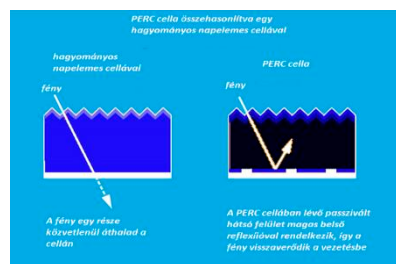 PERC cella összehasonlítva egy
hagyományos napelemes cellával
hagyományos
napelemes cellával
fény
A fény egy része
közvetlenül áthalad a
cellán
PERC cella
fény
A PERC cellában lévő passzivált
hátsó felület magas belső
reflexióval rendelkezik, így a
fény visszaverődik a vezetésbe